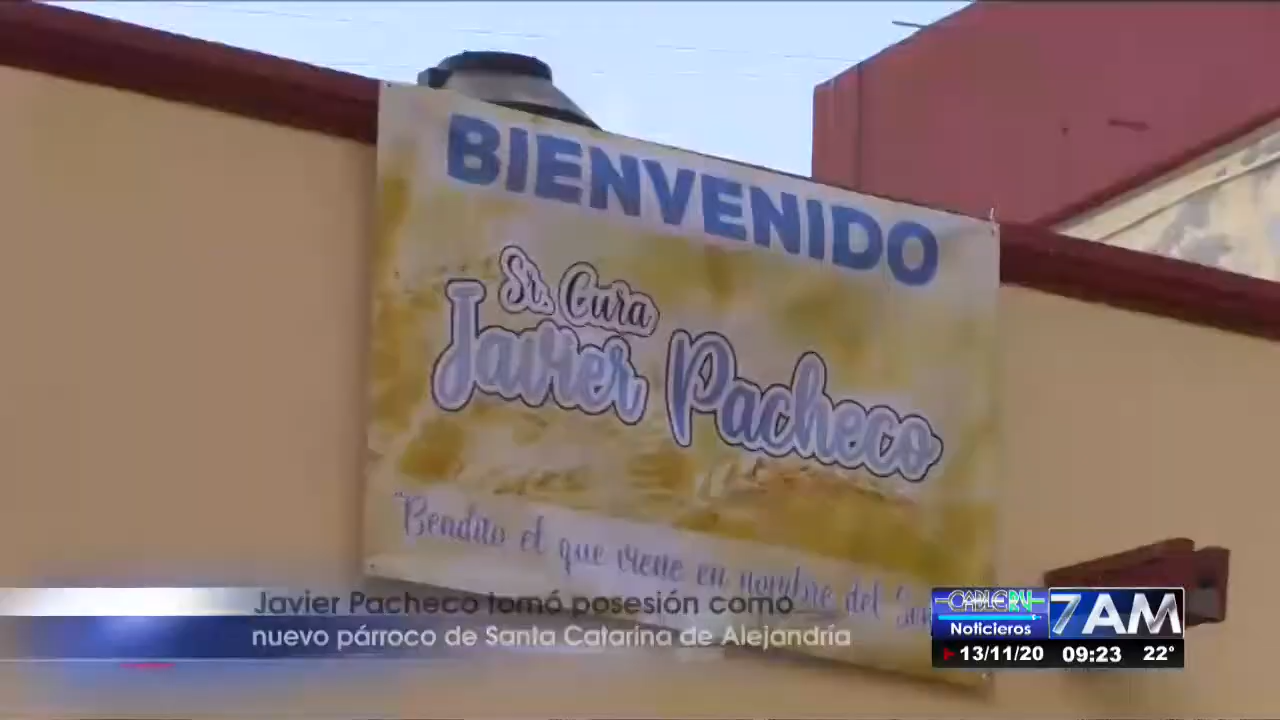 BIENVENIDO
Sr. Cura
Javier Pacheco
"Bendito el que viene en nombre del
Javier Pacheco tomó posesión como
nuevo párroco de Santa Catarina de Alejandría
7AM
Noticieros
13/11/20 09:23 22°